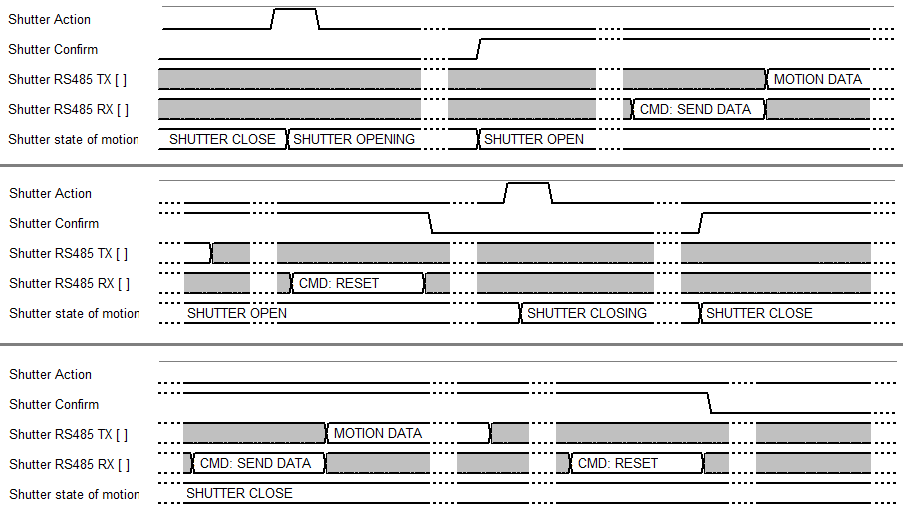 Shutter Action
Shutter Confirm
Shutter RS485 TX [ ]
MOTION DATA
Shutter RS485 RX [ ]
CMD: SEND DATA
Shutter state of motion
SHUTTER CLOSE
SHUTTER OPENING
SHUTTER OPEN
Shutter Action
Shutter Confirm
Shutter RS485 TX [ ]
Shutter RS485 RX [ ]
CMD: RESET
Shutter state of motion
SHUTTER OPEN
SHUTTER CLOSING
SHUTTER CLOSE
Shutter Action
Shutter Confirm
Shutter RS485 TX [ ]
MOTION DATA
Shutter RS485 RX [ ]
CMD: SEND DATA
CMD: RESET
Shutter state of motion
SHUTTER CLOSE